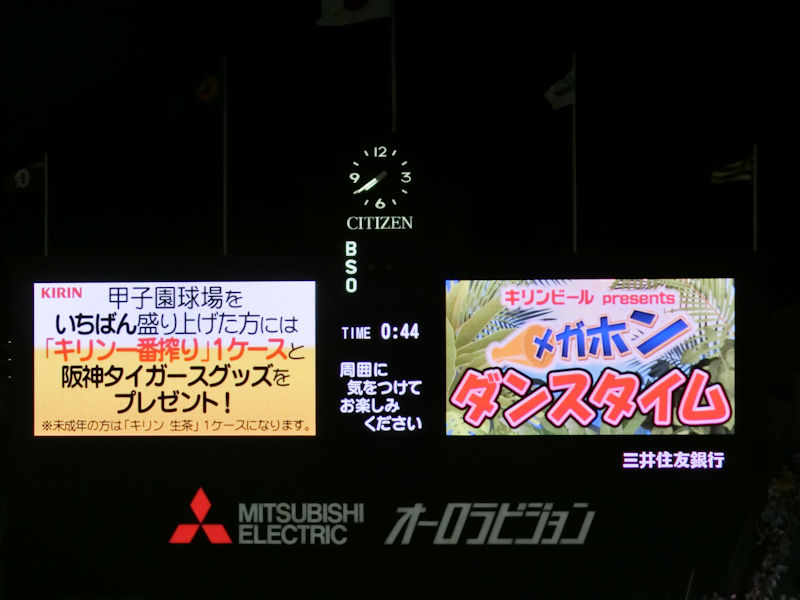 12
9 3
6
CITIZEN
B
S
O
KIRIN
甲子園球場を
いちばん盛り上げた方には
「キリン一番搾り」1ケースと
阪神タイガースグッズを
プレゼント!
※未成年の方は「キリン 生茶」1ケースになります。
TIME 0:44
周囲に
気をつけて
お楽しみ
ください
キリンビール presents
メガホン
ダンスタイム
三井住友銀行
MITSUBISHI
ELECTRIC
オーロラビジョン